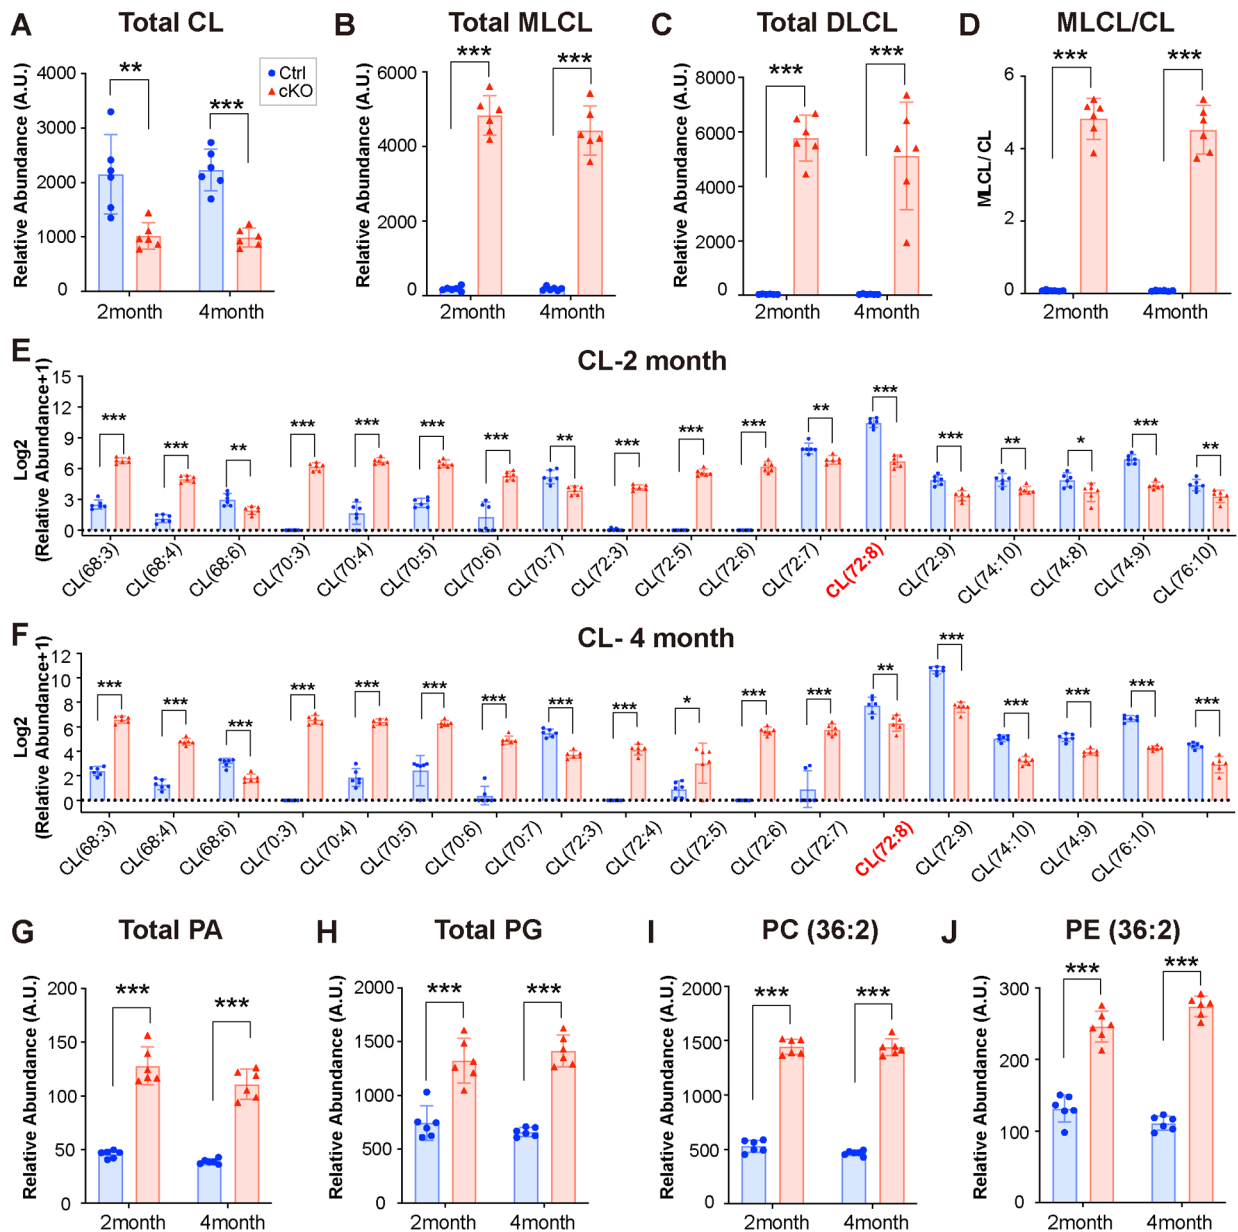 A Total CL
Relative Abundance (A.U.)
4000
3000
2000
1000
0
**
***
Ctrl
cKO
2month 4month
B Total MLCL
Relative Abundance (A.U.)
6000
4000
2000
0
***
***
2month 4month
C Total DLCL
Relative Abundance (A.U.)
8000
6000
4000
2000
0
***
***
2month 4month
D MLCL/CL
MLCL/ CL
6
4
2
0
***
***
2month 4month
E CL-2 month
Log2
(Relative Abundance+1)
15
12
9
6
3
0
*** *** ** *** *** *** *** ** *** *** *** ** *** *** ** * *** **
CL(68:3) CL(68:4) CL(68:6) CL(70:3) CL(70:4) CL(70:5) CL(70:6) CL(70:7) CL(72:3) CL(72:5) CL(72:6) CL(72:7) CL(72:8) CL(72:9) CL(74:10) CL(74:8) CL(74:9) CL(76:10)
F CL- 4 month
Log2
(Relative Abundance+1)
12
10
8
6
4
2
0
*** *** *** *** *** *** *** *** *** * *** *** ** *** *** *** *** ***
CL(68:3) CL(68:4) CL(68:6) CL(70:3) CL(70:4) CL(70:5) CL(70:6) CL(70:7) CL(72:3) CL(72:4) CL(72:5) CL(72:6) CL(72:7) CL(72:8) CL(72:9) CL(74:10) CL(74:9) CL(76:10)
G Total PA
Relative Abundance (A.U.)
200
150
100
50
0
***
***
2month 4month
H Total PG
Relative Abundance (A.U.)
2000
1500
1000
500
0
***
***
2month 4month
I PC (36:2)
Relative Abundance (A.U.)
2000
1500
1000
500
0
***
***
2month 4month
J PE (36:2)
Relative Abundance (A.U.)
300
200
100
0
***
***
2month 4month